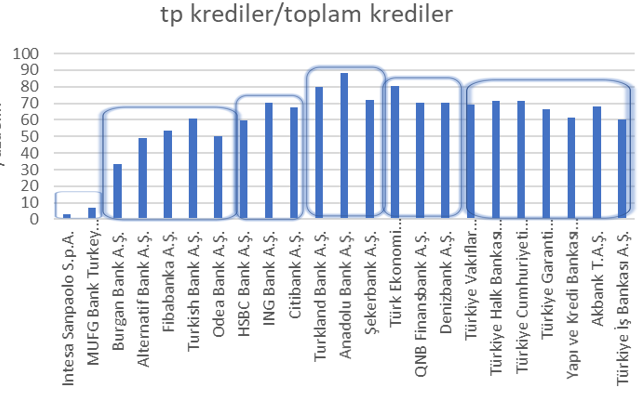 tp krediler/toplam krediler
100
90
80
70
60
50
40
30
20
10
0
Intesa Sanpaolo S.p.A.
MUFG Bank Turkey…
Burgan Bank A.Ş.
Alternatif Bank A.Ş.
Fibabanka A.Ş.
Turkish Bank A.Ş.
Odea Bank A.Ş.
HSBC Bank A.Ş.
ING Bank A.Ş.
Citibank A.Ş.
Turkland Bank A.Ş.
Anadolu Bank A.Ş.
Şekerbank A.Ş.
Türk Ekonomi…
QNB Finansbank A.Ş.
Denizbank A.Ş.
Türkiye Vakıflar…
Türkiye Halk Bankası…
Türkiye Cumhuriyeti…
Türkiye Garanti…
Yapı ve Kredi Bankası…
Akbank T.A.Ş.
Türkiye İş Bankası A.Ş.